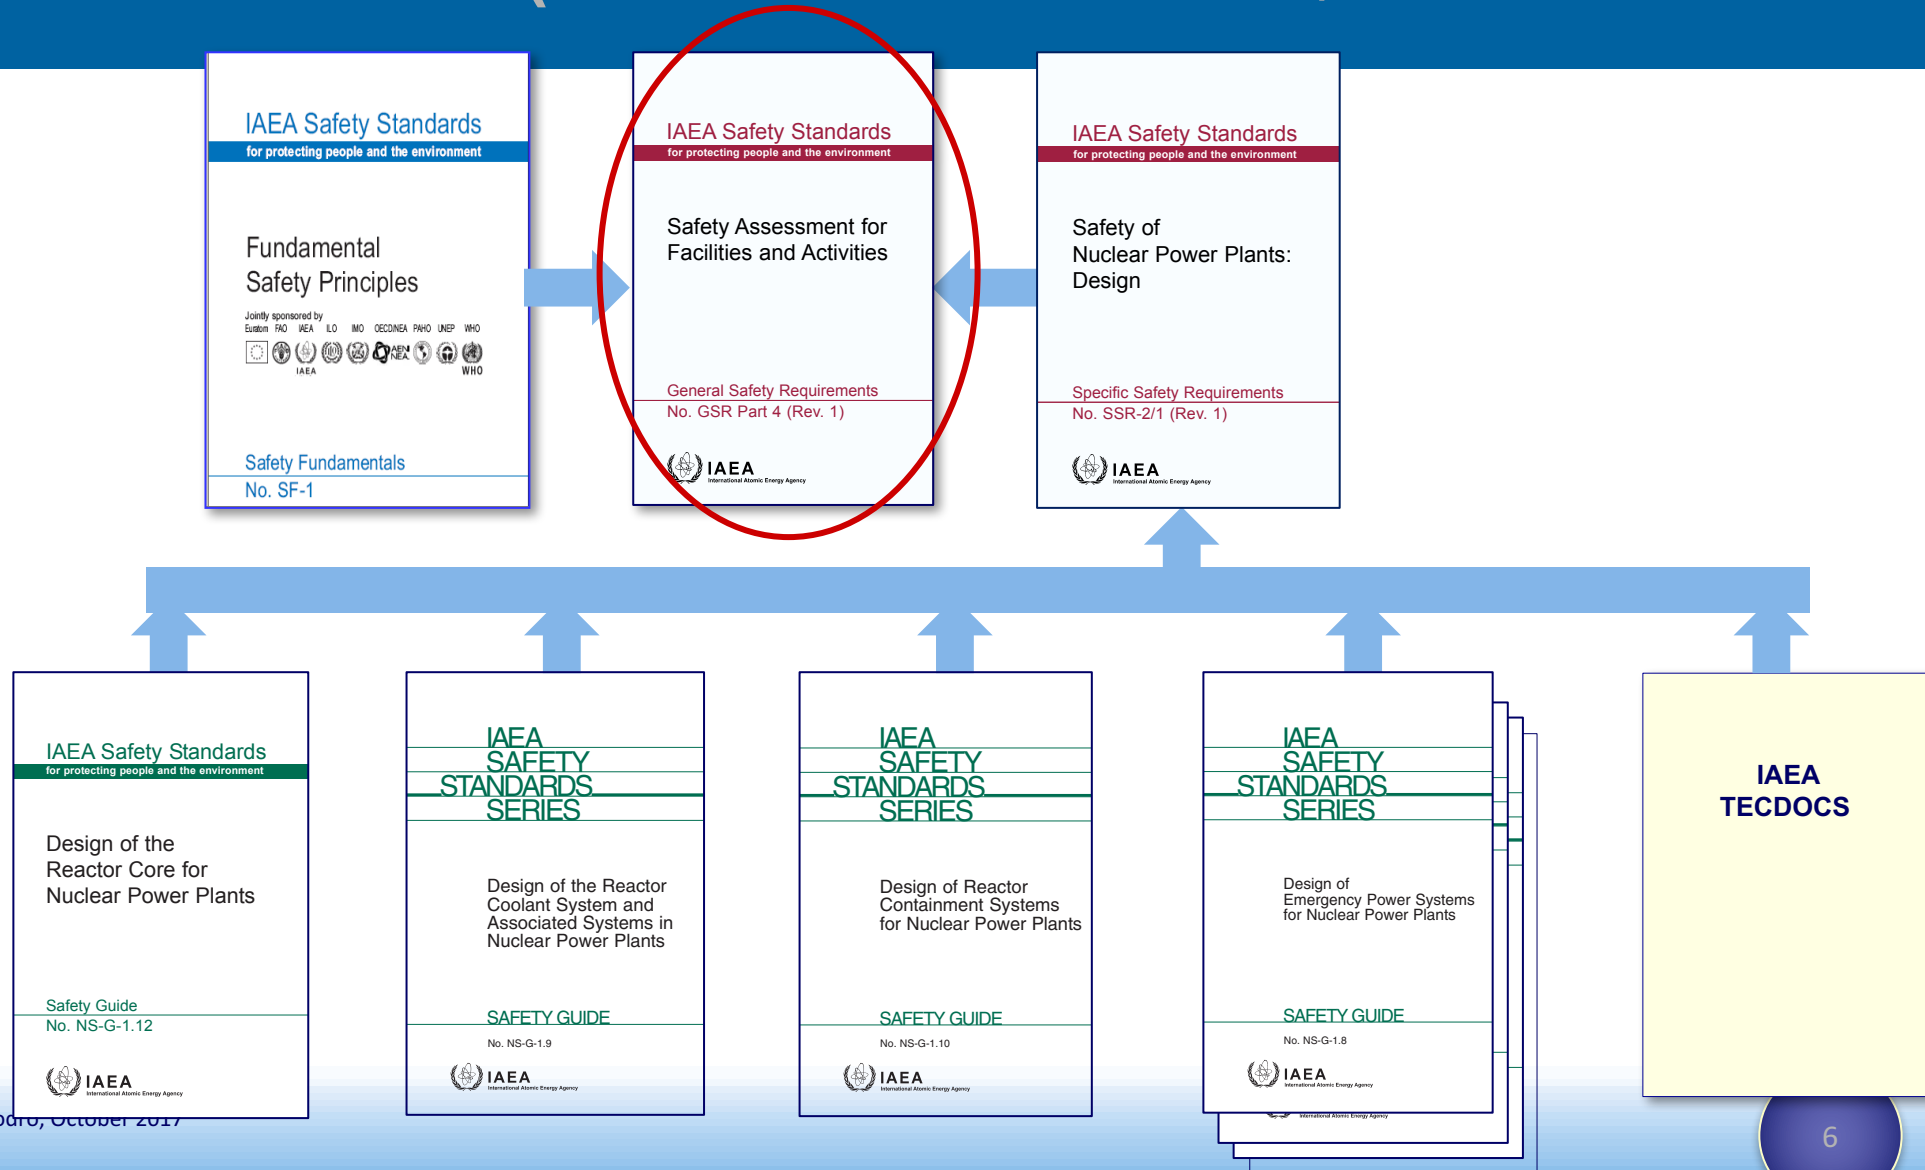 IAEA Safety Standards
for protecting people and the environment
Fundamental
Safety Principles
Jointly sponsored by
Euratom FAO IAEA ILO IMO OECD/NEA PAHO UNEP WHO
AEN
NEA
IAEA
WHO
Safety Fundamentals
No. SF-1
IAEA Safety Standards
for protecting people and the environment
Safety Assessment for
Facilities and Activities
General Safety Requirements
No. GSR Part 4 (Rev. 1)
IAEA
International Atomic Energy Agency
IAEA Safety Standards
for protecting people and the environment
Safety of
Nuclear Power Plants:
Design
Specific Safety Requirements
No. SSR-2/1 (Rev. 1)
IAEA
International Atomic Energy Agency
IAEA Safety Standards
for protecting people and the environment
Design of the
Reactor Core for
Nuclear Power Plants
Safety Guide
No. NS-G-1.12
IAEA
International Atomic Energy Agency
IAEA
SAFETY
STANDARDS
SERIES
Design of the Reactor
Coolant System and
Associated Systems in
Nuclear Power Plants
SAFETY GUIDE
No. NS-G-1.9
IAEA
International Atomic Energy Agency
IAEA
SAFETY
STANDARDS
SERIES
Design of Reactor
Containment Systems
for Nuclear Power Plants
SAFETY GUIDE
No. NS-G-1.10
IAEA
International Atomic Energy Agency
IAEA
SAFETY
STANDARDS
SERIES
Design of
Emergency Power Systems
for Nuclear Power Plants
SAFETY GUIDE
No. NS-G-1.8
IAEA
International Atomic Energy Agency
International Atomic Energy Agency
IAEA
TECDOCS
October 2017
6